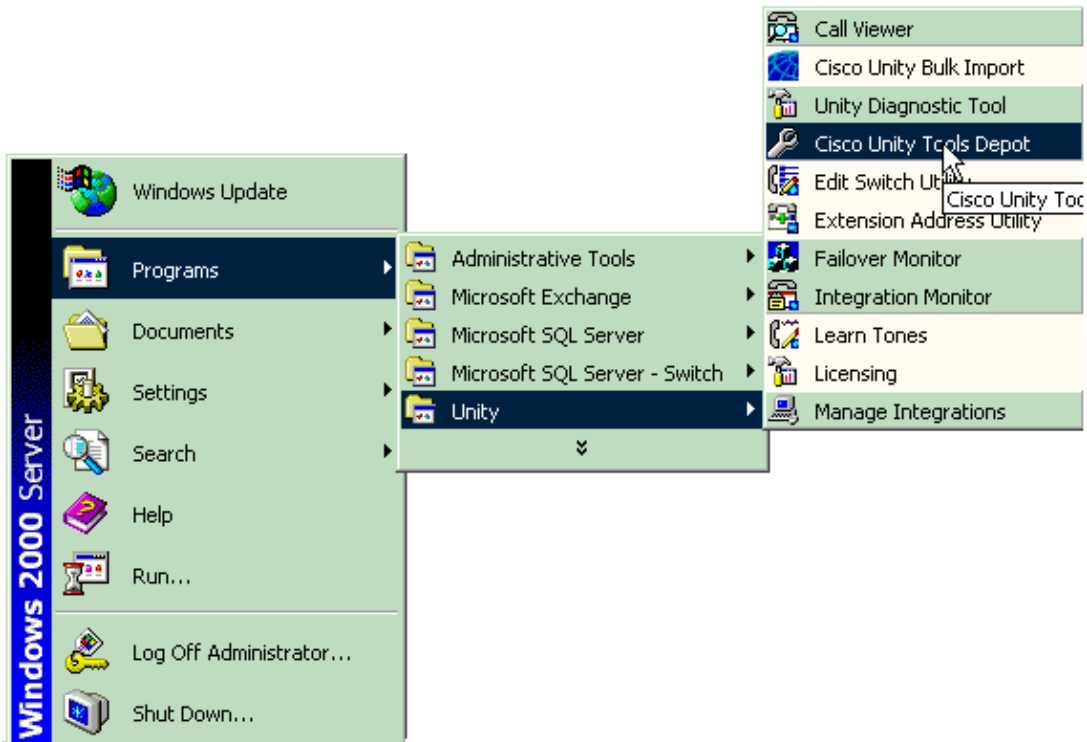 Windows 2000 Server
Windows Update
Programs
Documents
Settings
Search
Help
Run...
Log Off Administrator...
Shut Down...
Administrative Tools
Microsoft Exchange
Microsoft SQL Server
Microsoft SQL Server - Switch
Unity
Call Viewer
Cisco Unity Bulk Import
Unity Diagnostic Tool
Cisco Unity Tools Depot
Edit Switch Utility
Cisco Unity Too
Extension Address Utility
Failover Monitor
Integration Monitor
Learn Tones
Licensing
Manage Integrations